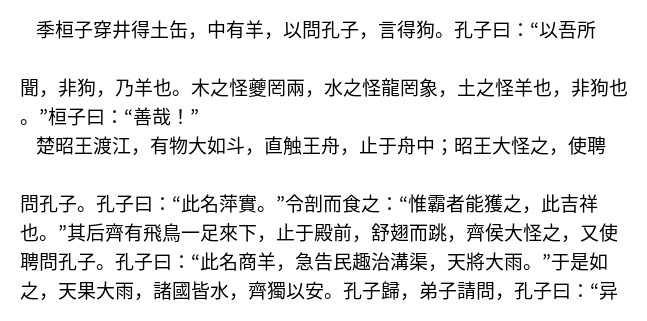 季桓子穿井得土缶，中有羊，以問孔子，言得狗。孔子曰：“以吾所
聞，非狗，乃羊也。木之怪夔罔兩，水之怪龍罔象，土之怪羊也，非狗也
。”桓子曰：“善哉！”
楚昭王渡江，有物大如斗，直触王舟，止于舟中；昭王大怪之，使聘
問孔子。孔子曰：“此名萍實。”令剖而食之：“惟霸者能獲之，此吉祥
也。”其后齊有飛鳥一足來下，止于殿前，舒翅而跳，齊侯大怪之，又使
聘問孔子。孔子曰：“此名商羊，急告民趣治溝渠，天將大雨。”于是如
之，天果大雨，諸國皆水，齊獨以安。孔子歸，弟子請問，孔子曰：“异